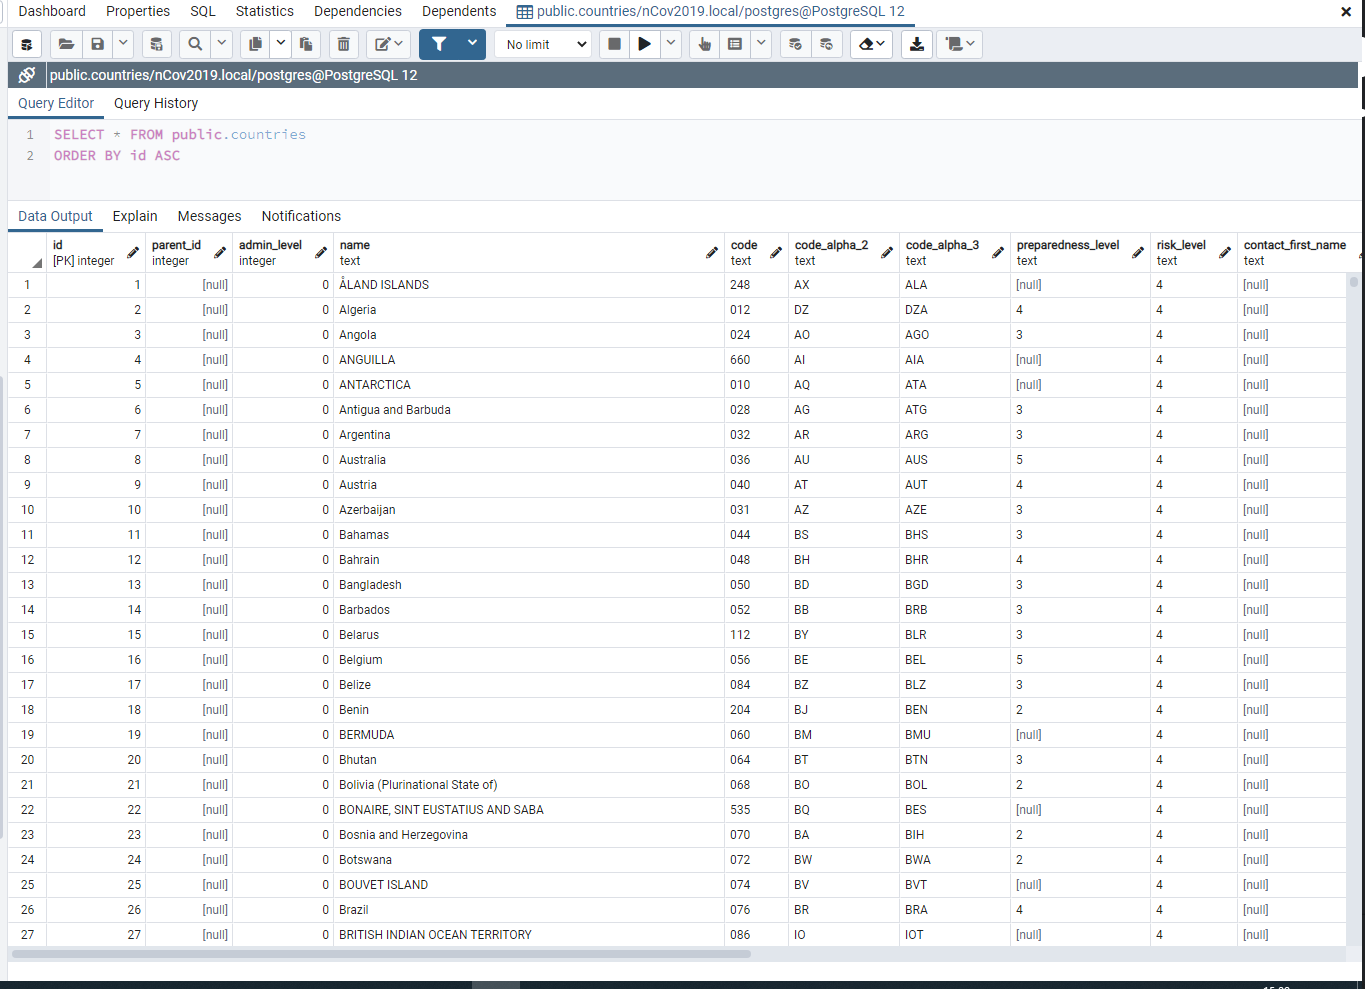 Dashboard Properties SQL Statistics Dependencies Dependents public.countries/nCov2019.local/postgres@PostgreSQL 12
No limit
public.countries/nCov2019.local/postgres@PostgreSQL 12
Query Editor Query History
1 SELECT * FROM public.countries
2 ORDER BY id ASC
Data Output Explain Messages Notifications
id parent_id admin_level name code code_alpha_2 code_alpha_3 preparedness_level risk_level contact_first_name
[PK] integer integer integer text text text text text text text
1 1 [null] 0 ÅLAND ISLANDS 248 AX ALA [null] 4 [null]
2 2 [null] 0 Algeria 012 DZ DZA 4 4 [null]
3 3 [null] 0 Angola 024 AO AGO 3 4 [null]
4 4 [null] 0 ANGUILLA 660 AI AIA [null] 4 [null]
5 5 [null] 0 ANTARCTICA 010 AQ ATA [null] 4 [null]
6 6 [null] 0 Antigua and Barbuda 028 AG ATG 3 4 [null]
7 7 [null] 0 Argentina 032 AR ARG 3 4 [null]
8 8 [null] 0 Australia 036 AU AUS 5 4 [null]
9 9 [null] 0 Austria 040 AT AUT 4 4 [null]
10 10 [null] 0 Azerbaijan 031 AZ AZE 3 4 [null]
11 11 [null] 0 Bahamas 044 BS BHS 3 4 [null]
12 12 [null] 0 Bahrain 048 BH BHR 4 4 [null]
13 13 [null] 0 Bangladesh 050 BD BGD 3 4 [null]
14 14 [null] 0 Barbados 052 BB BRB 3 4 [null]
15 15 [null] 0 Belarus 112 BY BLR 3 4 [null]
16 16 [null] 0 Belgium 056 BE BEL 5 4 [null]
17 17 [null] 0 Belize 084 BZ BLZ 3 4 [null]
18 18 [null] 0 Benin 204 BJ BEN 2 4 [null]
19 19 [null] 0 BERMUDA 060 BM BMU [null] 4 [null]
20 20 [null] 0 Bhutan 064 BT BTN 3 4 [null]
21 21 [null] 0 Bolivia (Plurinational State of) 068 BO BOL 2 4 [null]
22 22 [null] 0 BONAIRE, SINT EUSTATIUS AND SABA 535 BQ BES [null] 4 [null]
23 23 [null] 0 Bosnia and Herzegovina 070 BA BIH 2 4 [null]
24 24 [null] 0 Botswana 072 BW BWA 2 4 [null]
25 25 [null] 0 BOUVET ISLAND 074 BV BVT [null] 4 [null]
26 26 [null] 0 Brazil 076 BR BRA 4 4 [null]
27 27 [null] 0 BRITISH INDIAN OCEAN TERRITORY 086 IO IOT [null] 4 [null]